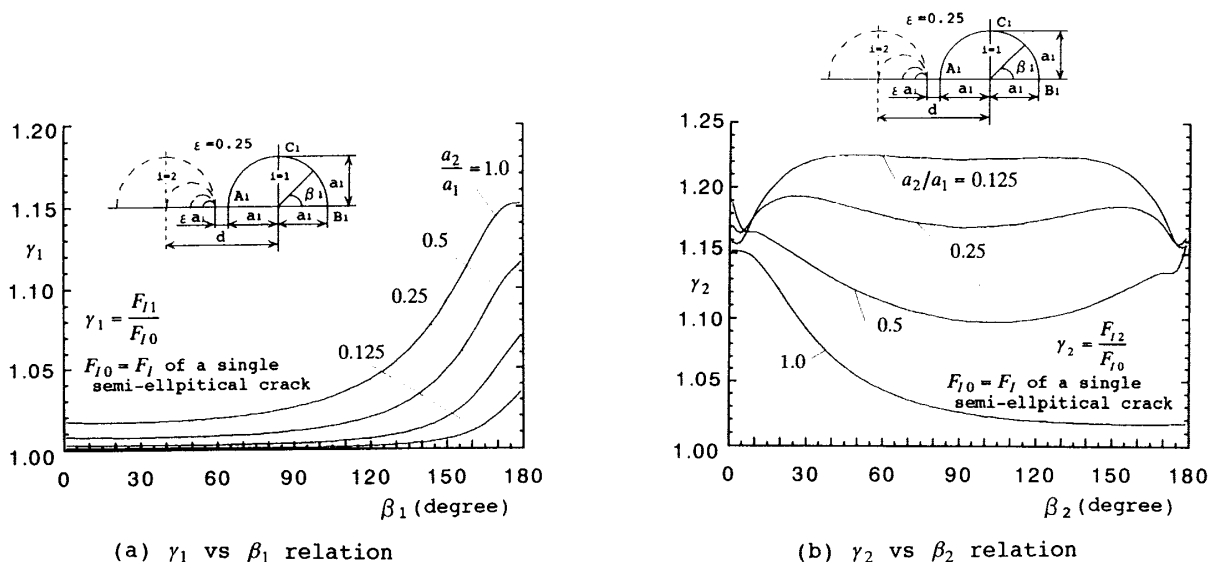 ε=0.25
C1
i=2
i=1
A1
β1
a1
B1
ε a1
a1
a1
d
1.20
1.15
γ1
1.10
1.05
1.00
a2/a1 = 1.0
0.5
0.25
0.125
γ1 = FI1/FI0
FI0 = FI of a single
semi-ellpitical crack
0
30
60
90
120
150
180
β1 (degree)
(a) γ1 vs β1 relation
ε=0.25
C1
i=2
i=1
A1
β1
a1
B1
ε a1
a1
a1
d
1.25
1.20
1.15
γ2
1.10
1.05
1.00
a2/a1 = 0.125
0.25
0.5
1.0
γ2 = FI2/FI0
FI0 = FI of a single
semi-ellpitical crack
0
30
60
90
120
150
180
β2 (degree)
(b) γ2 vs β2 relation